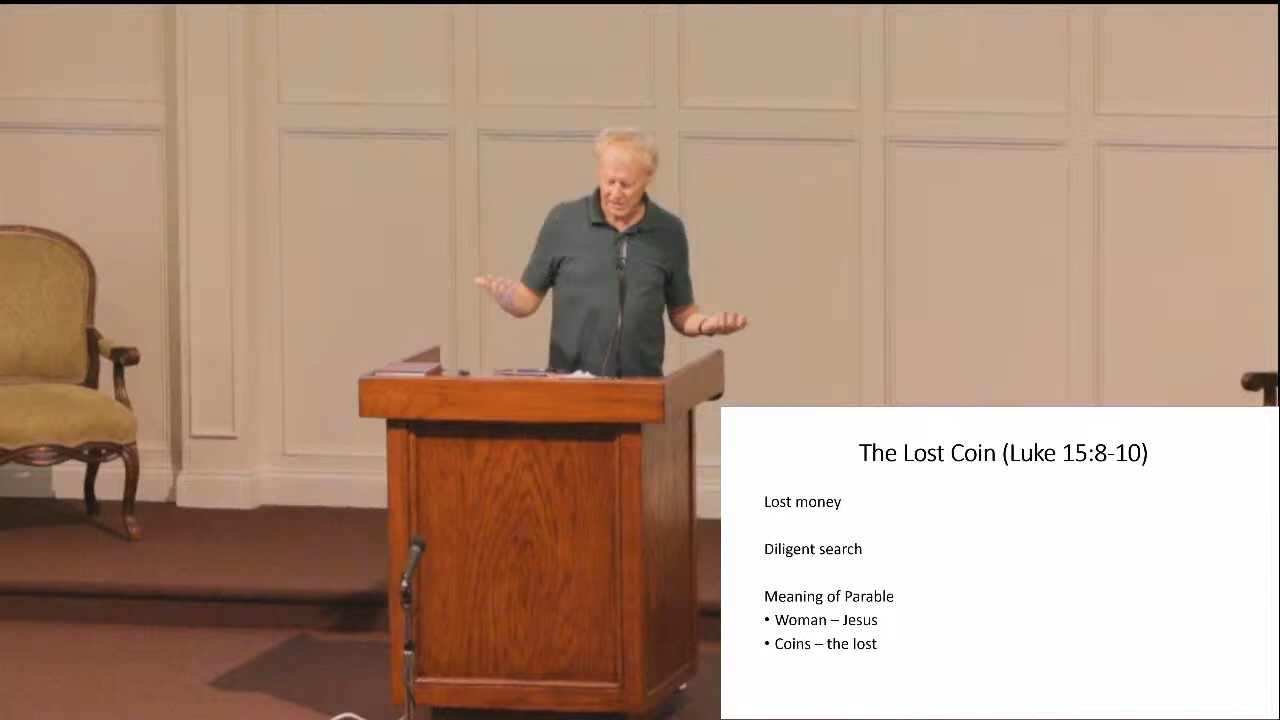 The Lost Coin (Luke 15:8-10)
Lost money
Diligent search
Meaning of Parable
• Woman – Jesus
• Coins – the lost